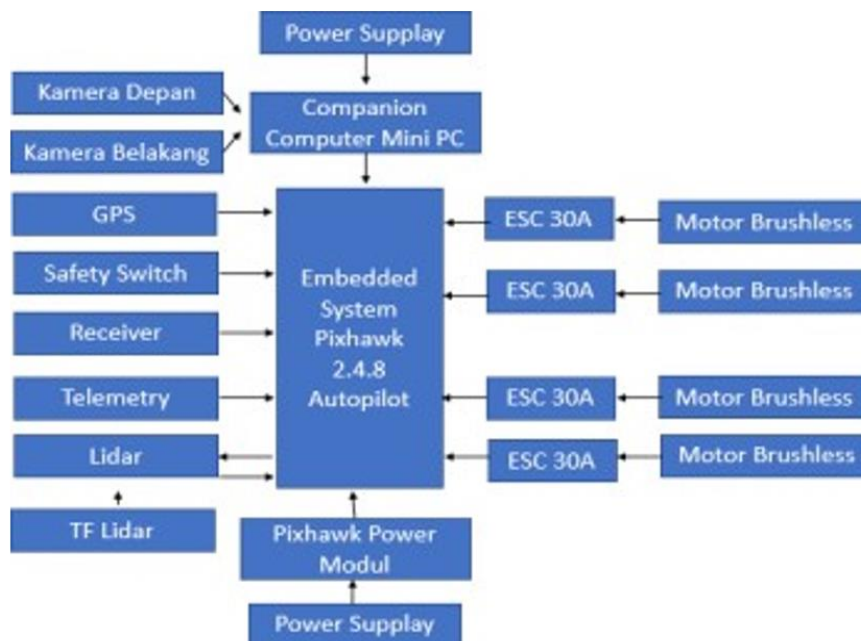 Power Supplay
Kamera Depan
Companion
Computer Mini PC
Kamera Belakang
GPS
ESC 30A
Motor Brushless
Safety Switch
Embedded
System
Pixhawk
2.4.8
Autopilot
ESC 30A
Motor Brushless
Receiver
Telemetry
ESC 30A
Motor Brushless
Lidar
ESC 30A
Motor Brushless
TF Lidar
Pixhawk Power
Modul
Power Supplay